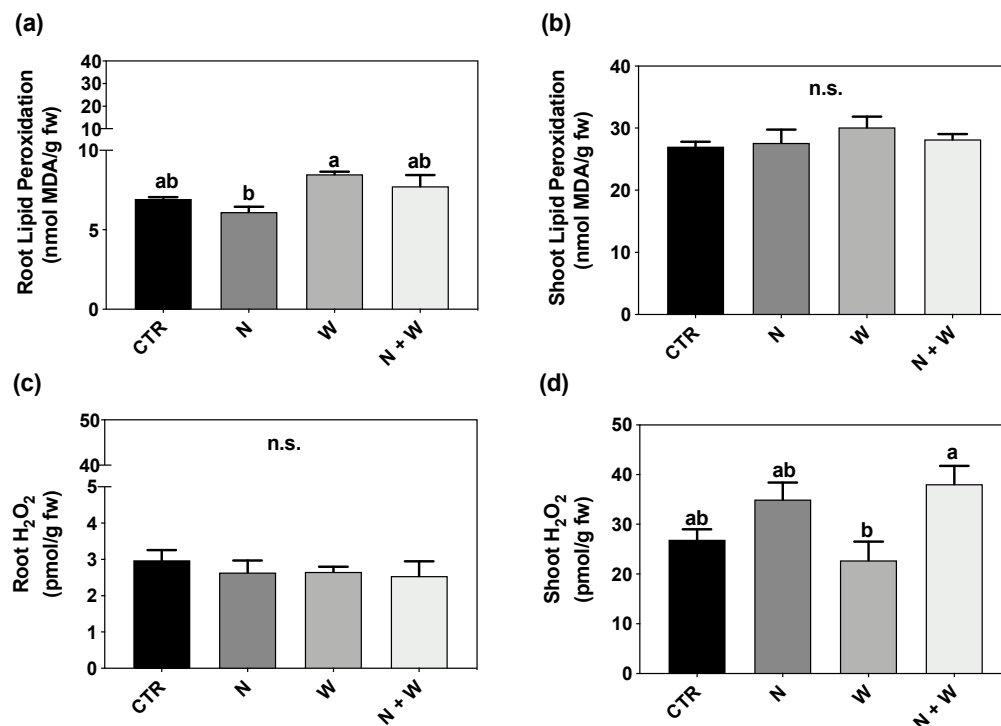 (a)
Root Lipid Peroxidation
(nmol MDA/g fw)
40
30
20
10
10
5
0
ab
b
a
ab
CTR
N
W
N + W
(b)
Shoot Lipid Peroxidation
(nmol MDA/g fw)
40
30
20
10
0
n.s.
CTR
N
W
N + W
(c)
Root H₂O₂
(pmol/g fw)
50
40
5
4
3
2
1
0
n.s.
CTR
N
W
N + W
(d)
Shoot H₂O₂
(pmol/g fw)
50
40
30
20
10
0
ab
ab
b
a
CTR
N
W
N + W